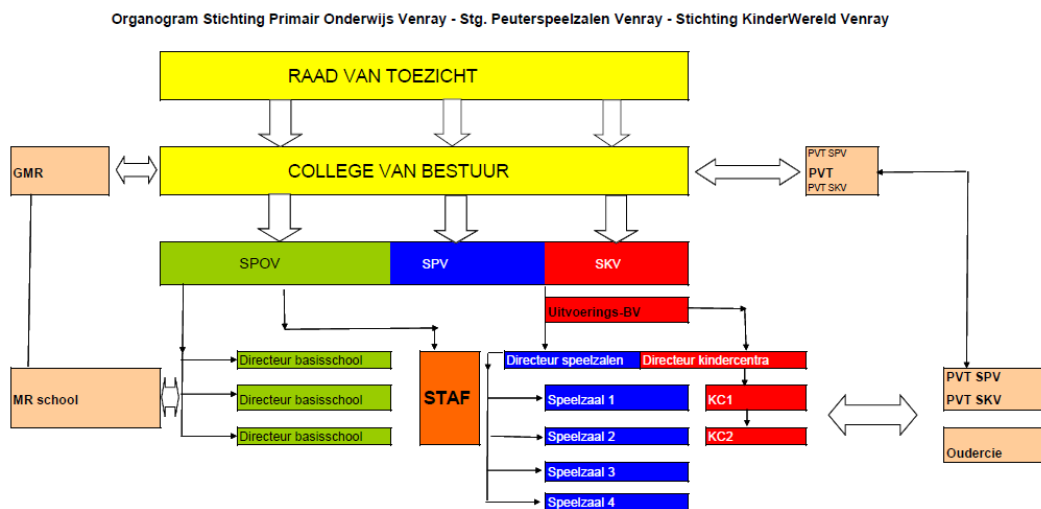 Organogram Stichting Primair Onderwijs Venray - Stg. Peuterspeelzalen Venray - Stichting KinderWereld Venray
RAAD VAN TOEZICHT
GMR
COLLEGE VAN BESTUUR
PVT SPV
PVT
PVT SKV
SPOV
SPV
SKV
Uitvoerings-BV
Directeur basisschool
STAF
Directeur speelzalen
Directeur kindercentra
MR school
Directeur basisschool
Speelzaal 1
KC1
PVT SPV
PVT SKV
Directeur basisschool
Speelzaal 2
KC2
Oudercie
Speelzaal 3
Speelzaal 4